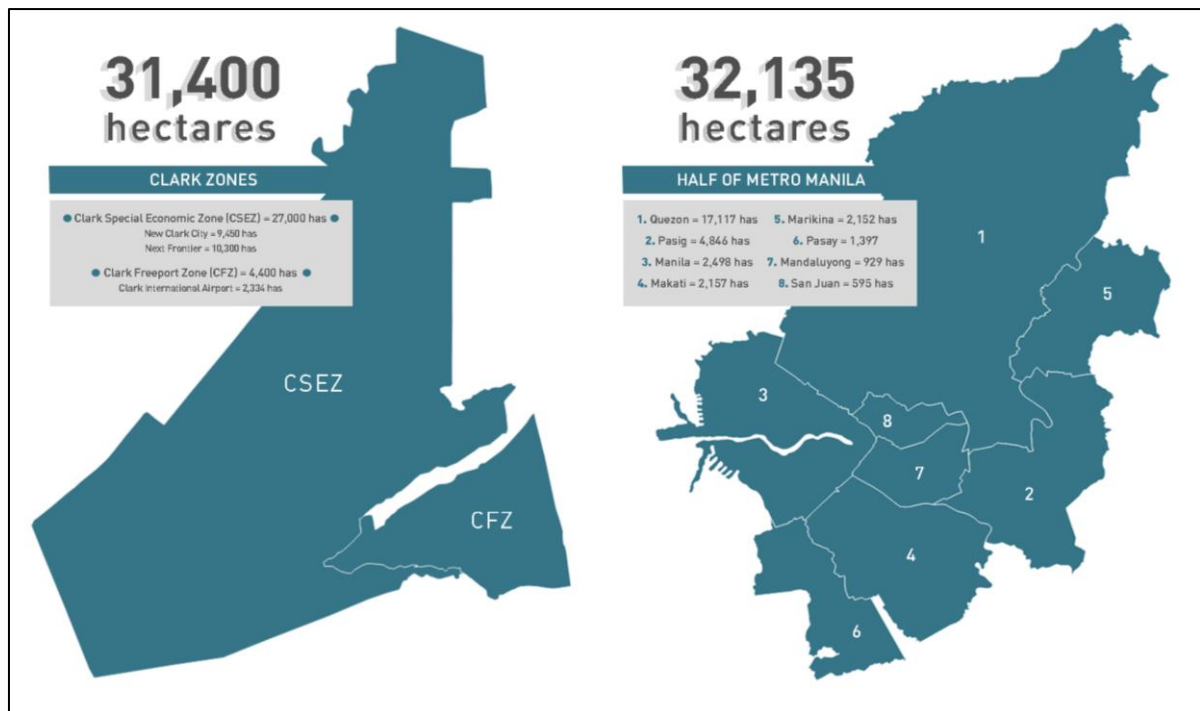 31,400
hectares
CLARK ZONES
● Clark Special Economic Zone (CSEZ) = 27,000 has ●
New Clark City = 9,450 has
Next Frontier = 10,300 has
● Clark Freeport Zone (CFZ) = 4,400 has ●
Clark International Airport = 2,334 has
CSEZ
CFZ
32,135
hectares
HALF OF METRO MANILA
1. Quezon = 17,117 has 5. Marikina = 2,152 has
2. Pasig = 4,846 has 6. Pasay = 1,397
3. Manila = 2,498 has 7. Mandaluyong = 929 has
4. Makati = 2,157 has 8. San Juan = 595 has
1
5
3
8
7
2
4
6